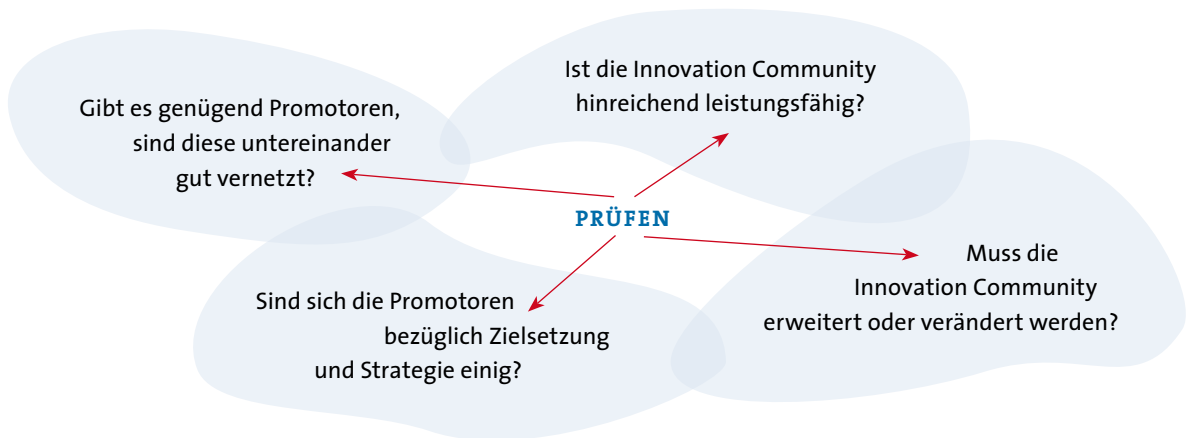 Gibt es genügend Promotoren,
sind diese untereinander
gut vernetzt?
Ist die Innovation Community
hinreichend leistungsfähig?
PRÜFEN
Sind sich die Promotoren
bezüglich Zielsetzung
und Strategie einig?
Muss die
Innovation Community
erweitert oder verändert werden?